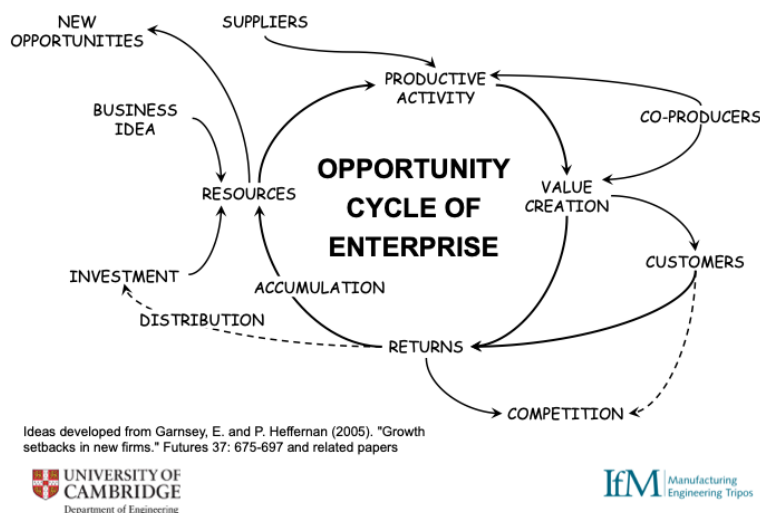 NEW
OPPORTUNITIES
SUPPLIERS
PRODUCTIVE
ACTIVITY
BUSINESS
IDEA
CO-PRODUCERS
OPPORTUNITY
CYCLE OF
ENTERPRISE
RESOURCES
VALUE
CREATION
INVESTMENT
ACCUMULATION
CUSTOMERS
DISTRIBUTION
RETURNS
COMPETITION
Ideas developed from Garnsey, E. and P. Heffernan (2005). "Growth
setbacks in new firms." Futures 37: 675-697 and related papers
UNIVERSITY OF
CAMBRIDGE
Department of Engineering
IfM
Manufacturing
Engineering Tripos